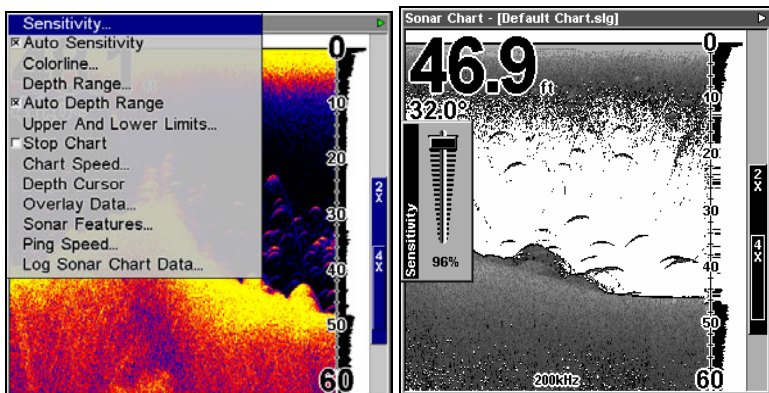 Sensitivity...
Auto Sensitivity
Colorline...
Depth Range...
Auto Depth Range
Upper And Lower Limits...
Stop Chart
Chart Speed...
Depth Cursor
Overlay Data...
Sonar Features...
Ping Speed...
Log Sonar Chart Data...
0
10
20
30
40
50
60
2X
4X
Sonar Chart - [Default Chart.slg]
46.9 ft
32.0°
Sensitivity
96%
0
10
20
30
40
50
60
200kHz
2X
4X